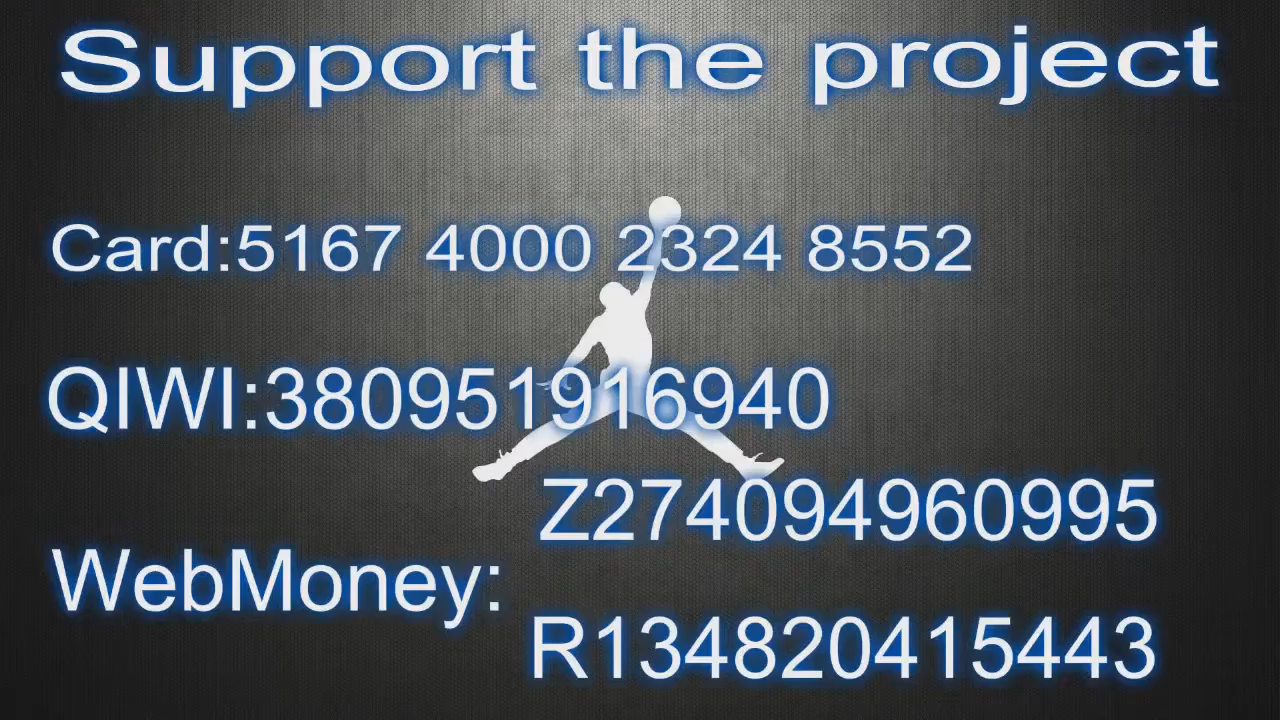 Support the project
Card:5167 4000 2324 8552
QIWI:380951916940
Z274094960995
WebMoney:
R134820415443